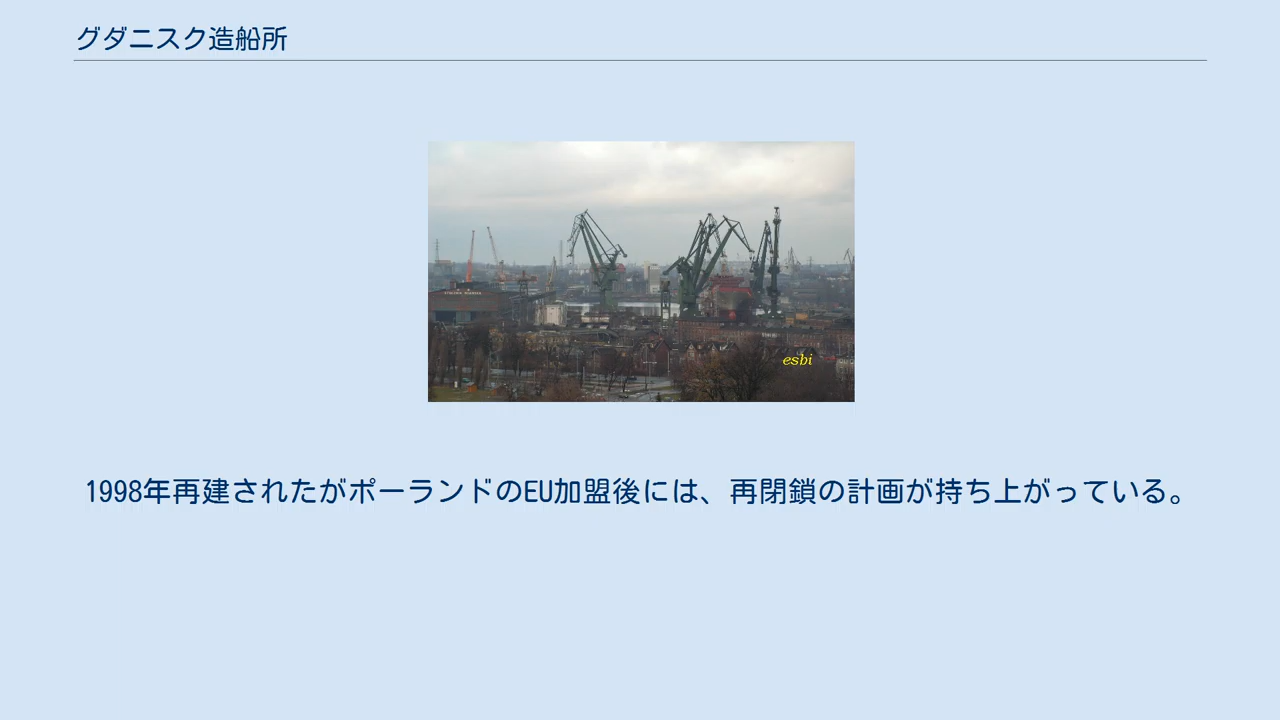 グダニスク造船所
esbi
1998年再建されたがポーランドのEU加盟後には、再閉鎖の計画が持ち上がっている。